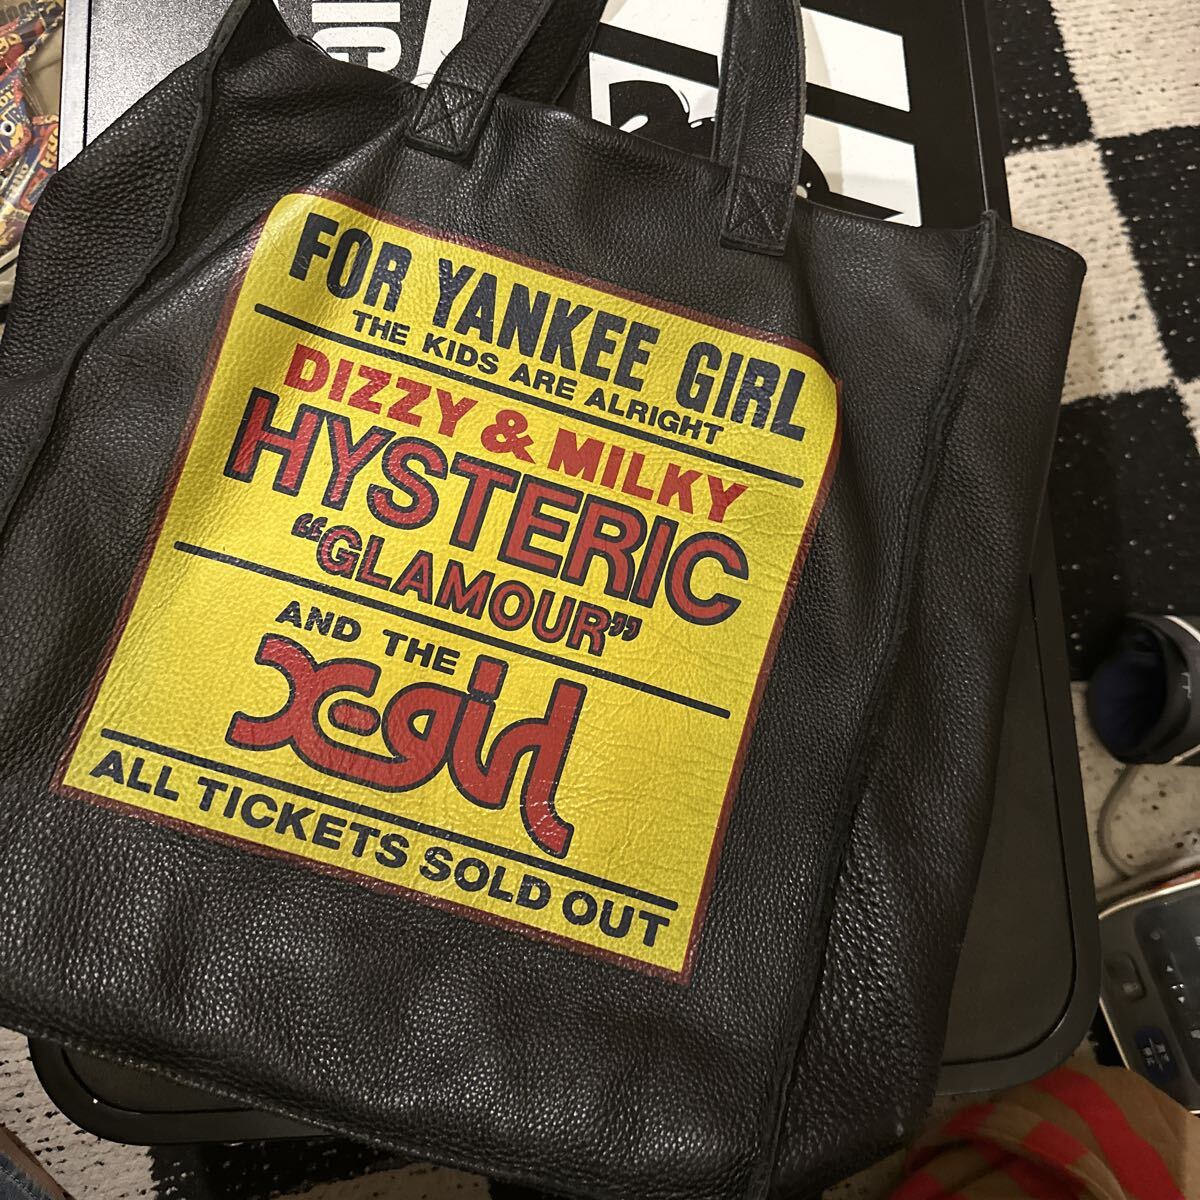 FOR YANKEE GIRL
THE KIDS ARE ALRIGHT
DIZZY & MILKY
HYSTERIC
“GLAMOUR”
AND THE
X-girl
ALL TICKETS SOLD OUT